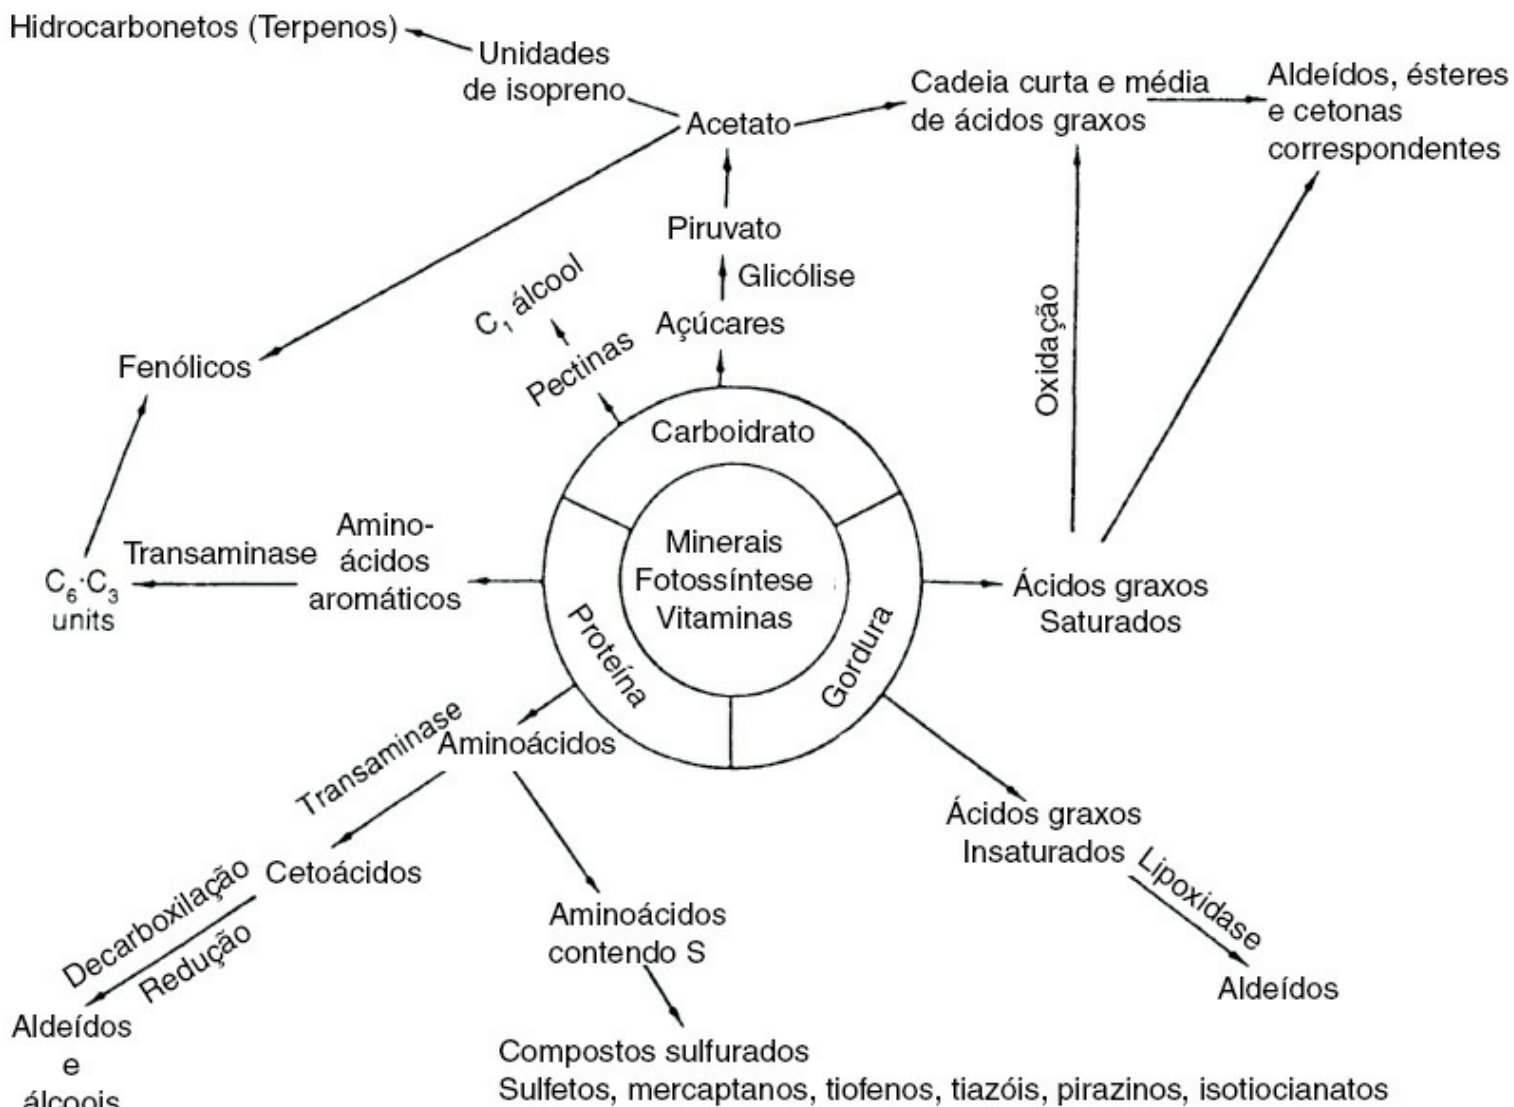 Hidrocarbonetos (Terpenos)
Unidades
de isopreno
Acetato
Cadeia curta e média
de ácidos graxos
Aldeídos, ésteres
e cetonas
correspondentes
Piruvato
Glicólise
Açúcares
C₁ álcool
Pectinas
Fenólicos
Oxidação
Carboidrato
Minerais
Fotossíntese
Vitaminas
Proteína
Gordura
Amino-
ácidos
aromáticos
Transaminase
C₆·C₃
units
Ácidos graxos
Saturados
Aminoácidos
Transaminase
Cetoácidos
Decarboxilação
Redução
Aldeídos
e
álcoois
Aminoácidos
contendo S
Compostos sulfurados
Sulfetos, mercaptanos, tiofenos, tiazóis, pirazinos, isotiocianatos
Ácidos graxos
Insaturados
Lipoxidase
Aldeídos